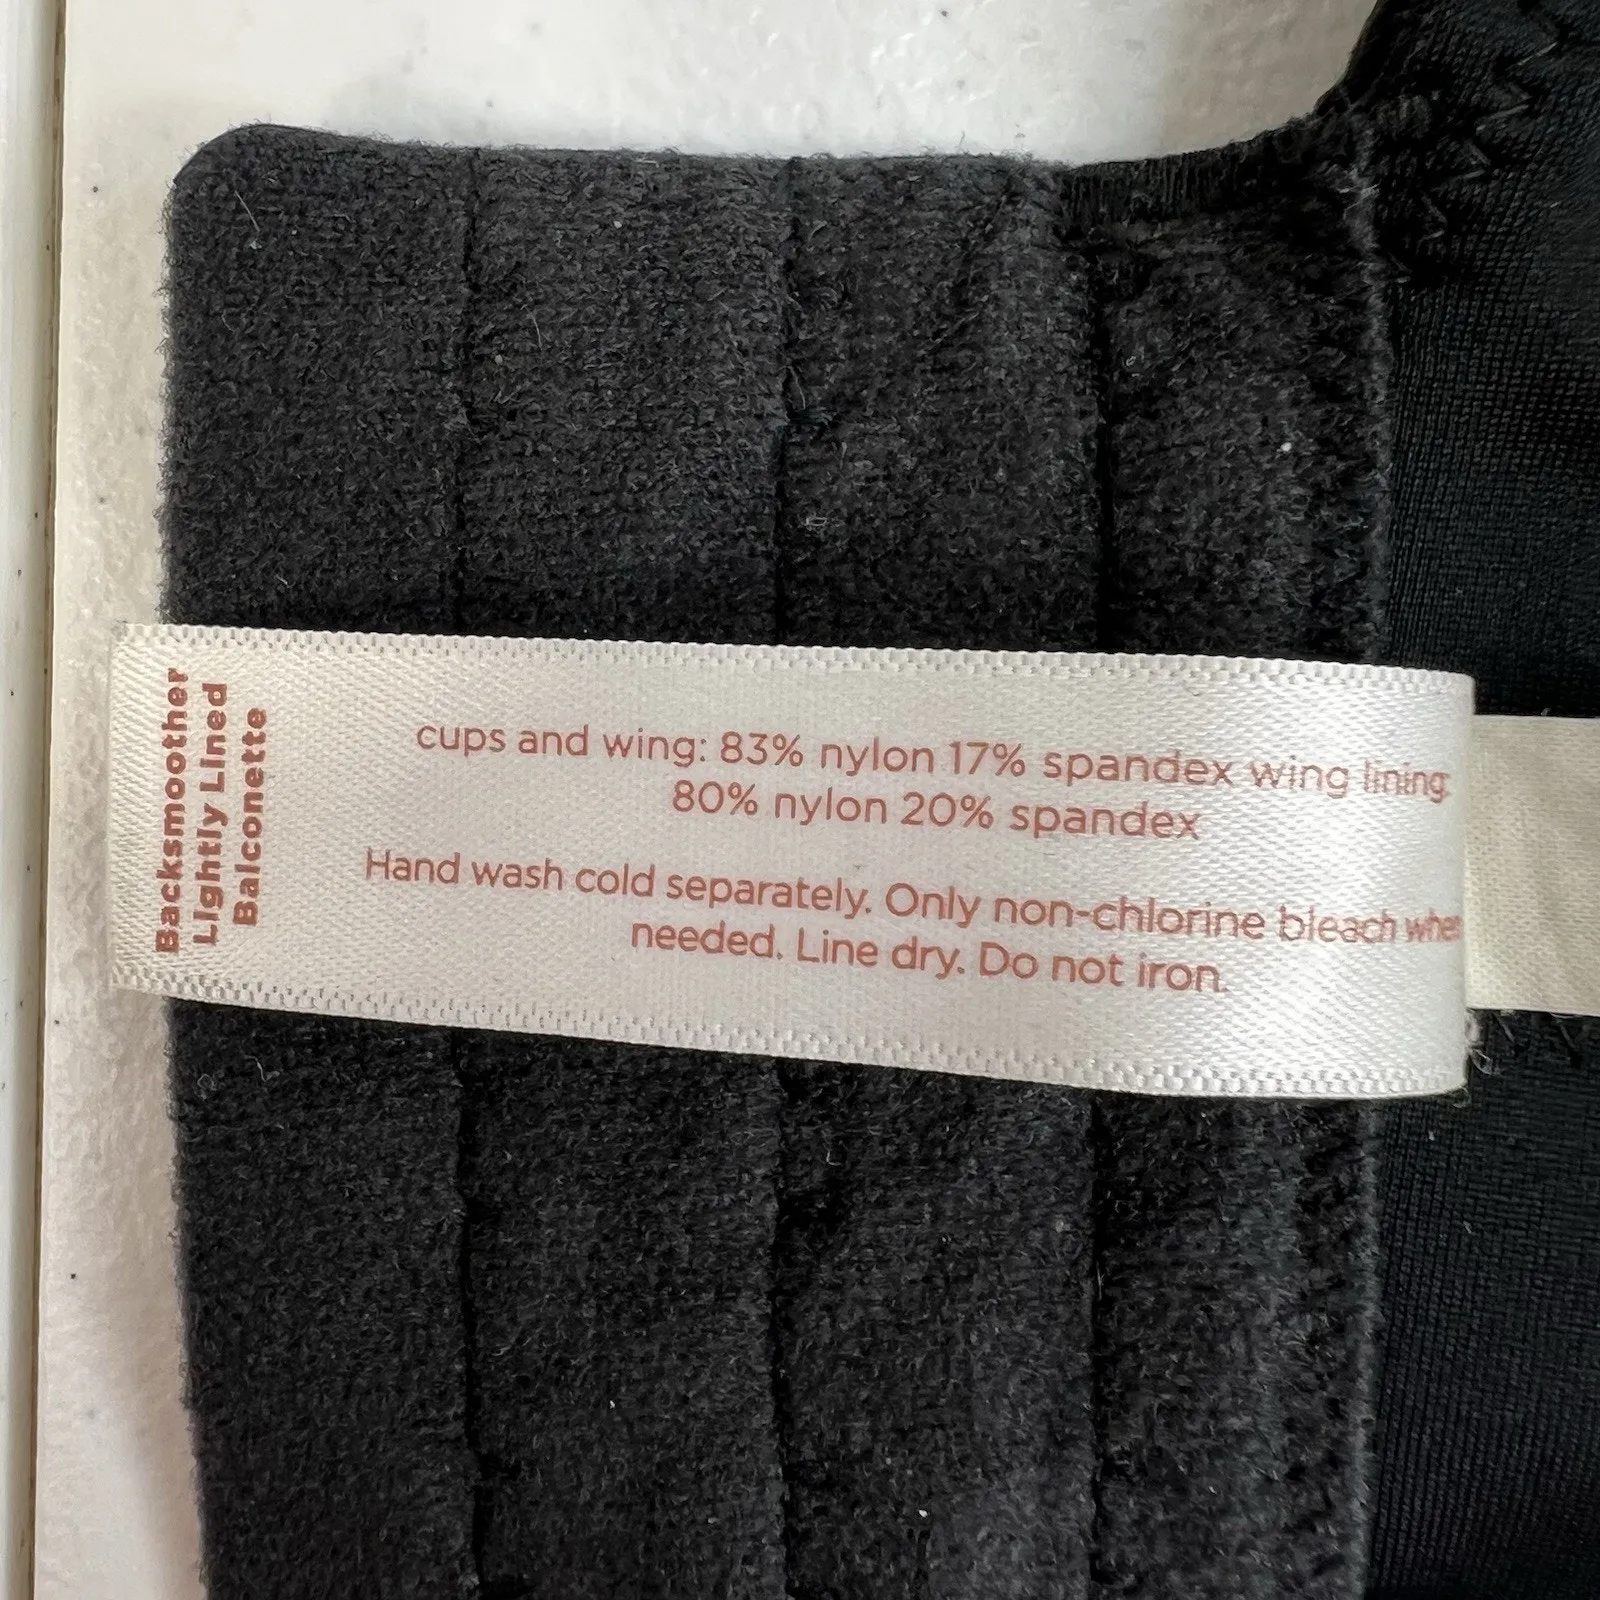 Backsmoother
Lightly Lined
Balconette
cups and wing: 83% nylon 17% spandex wing lining:
80% nylon 20% spandex
Hand wash cold separately. Only non-chlorine bleach when
needed. Line dry. Do not iron.